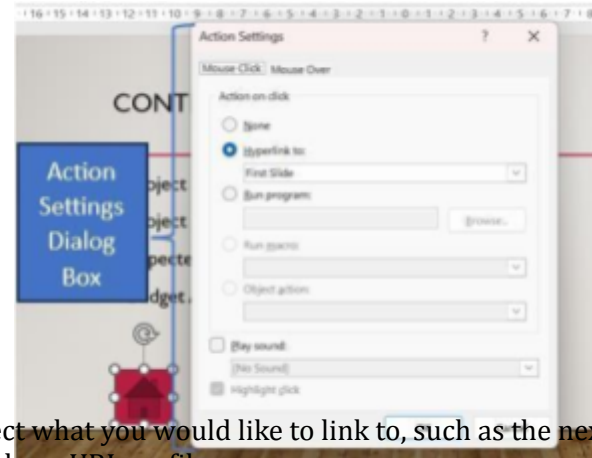 16 15 14 13 12 11 10 9 8 7 6 5 4 3 2 1 0 1 2 3 4 5 6 7 8
Action Settings ? ×
Mouse Click Mouse Over
CONT
Action on click
None
Hyperlink to:
First Slide
Action
Settings
Dialog
Box
oject
oject
pecte
dget
Run program:
Browse...
Run macro:
Object action:
Play sound:
[No Sound]
Highlight click
ect what you would like to link to, such as the nex